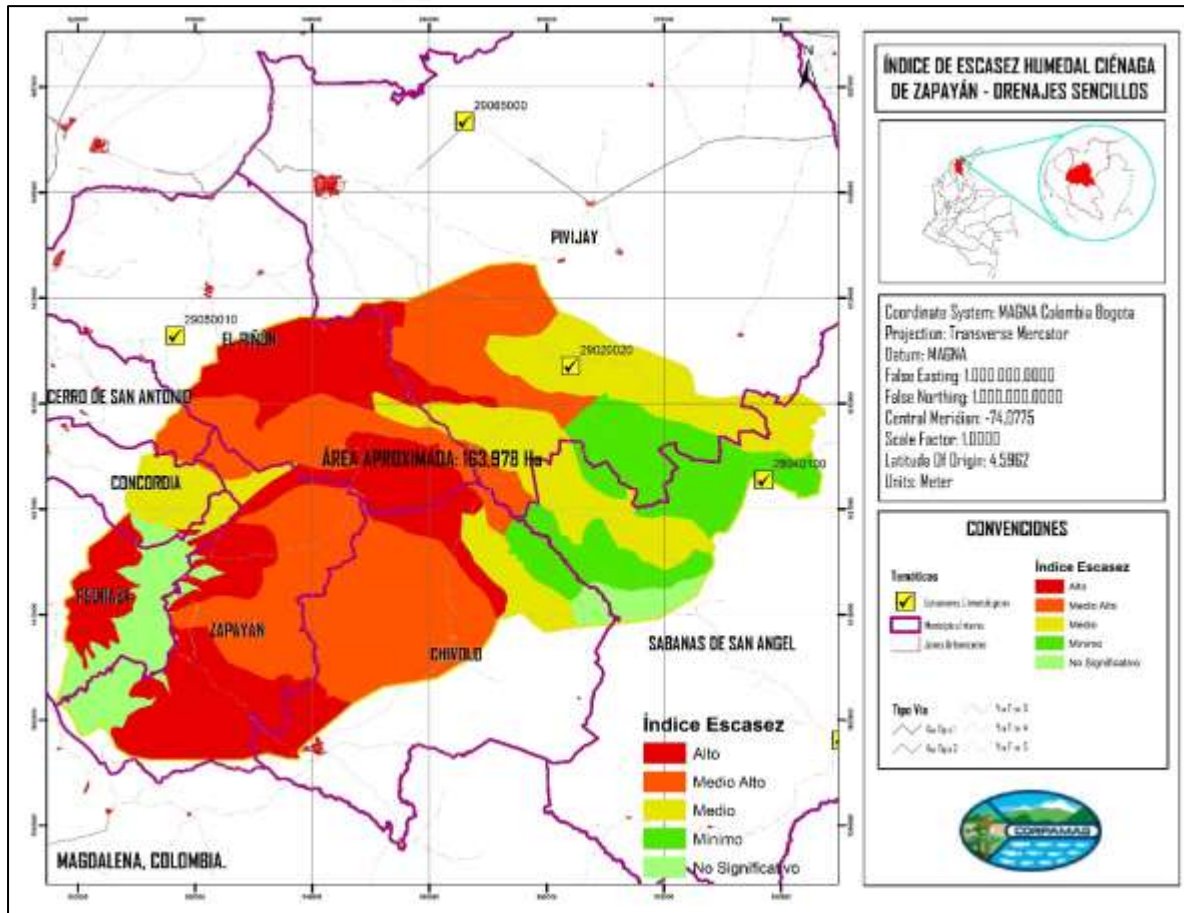 N
29065000
PIVIJAY
29050010
EL PIÑÓN
29020020
CERRO DE SAN ANTONIO
ÁREA APROXIMADA: 163.978 Ha
CONCORDIA
29040100
PEDRAZA
ZAPAYAN
CHIVOLO
SABANAS DE SAN ANGEL
Índice Escasez
Alto
Medio Alto
Medio
Mínimo
No Significativo
MAGDALENA, COLOMBIA.
ÍNDICE DE ESCASEZ HUMEDAL CIÉNAGA
DE ZAPAYÁN - DRENAJES SENCILLOS
Coordinate System: MAGNA Colombia Bogota
Projection: Transverse Mercator
Datum: MAGNA
False Easting: 1.000.000,0000
False Northing: 1.000.000,0000
Central Meridian: -74,0775
Scale Factor: 1,0000
Latitude Of Origin: 4,5962
Units: Meter
CONVENCIONES
Temáticas
Índice Escasez
Alto
Medio Alto
Medio
Mínimo
No Significativo
Tipo Vía
CORPAMAG